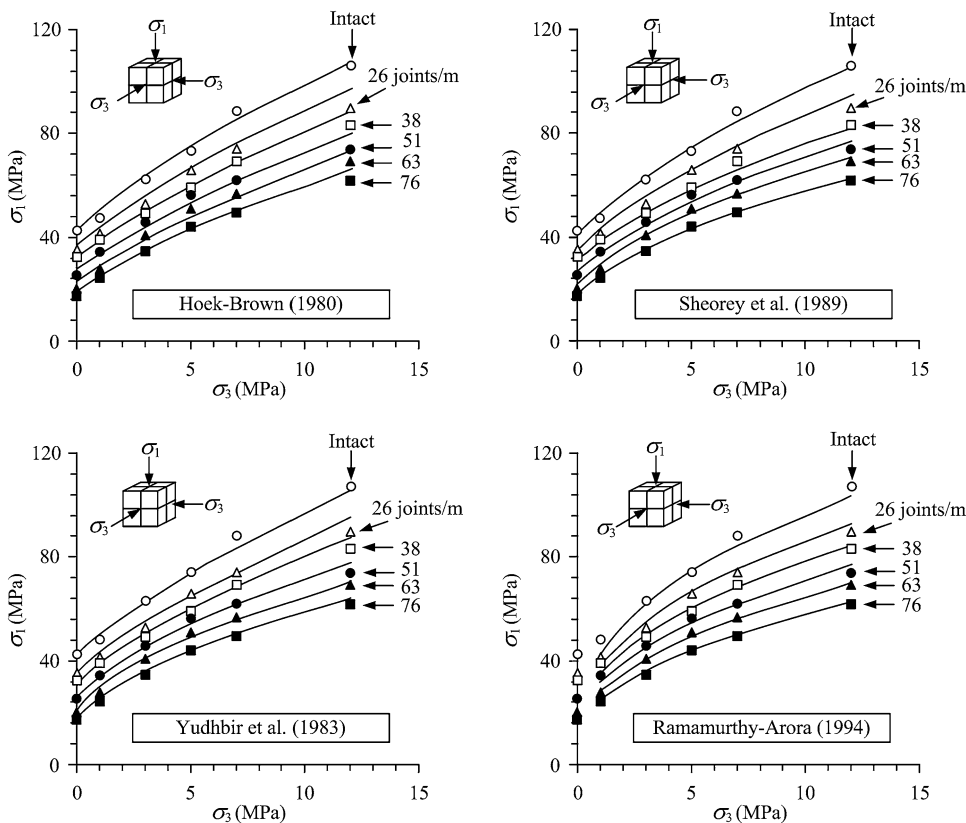 120
80
40
0
σ1 (MPa)
0
5
10
15
σ3 (MPa)
σ1
σ3
σ3
Intact
26 joints/m
38
51
63
76
Hoek-Brown (1980)
120
80
40
0
σ1 (MPa)
0
5
10
15
σ3 (MPa)
σ1
σ3
σ3
Intact
26 joints/m
38
51
63
76
Sheorey et al. (1989)
120
80
40
0
σ1 (MPa)
0
5
10
15
σ3 (MPa)
σ1
σ3
σ3
Intact
26 joints/m
38
51
63
76
Yudhbir et al. (1983)
120
80
40
0
σ1 (MPa)
0
5
10
15
σ3 (MPa)
σ1
σ3
σ3
Intact
26 joints/m
38
51
63
76
Ramamurthy-Arora (1994)